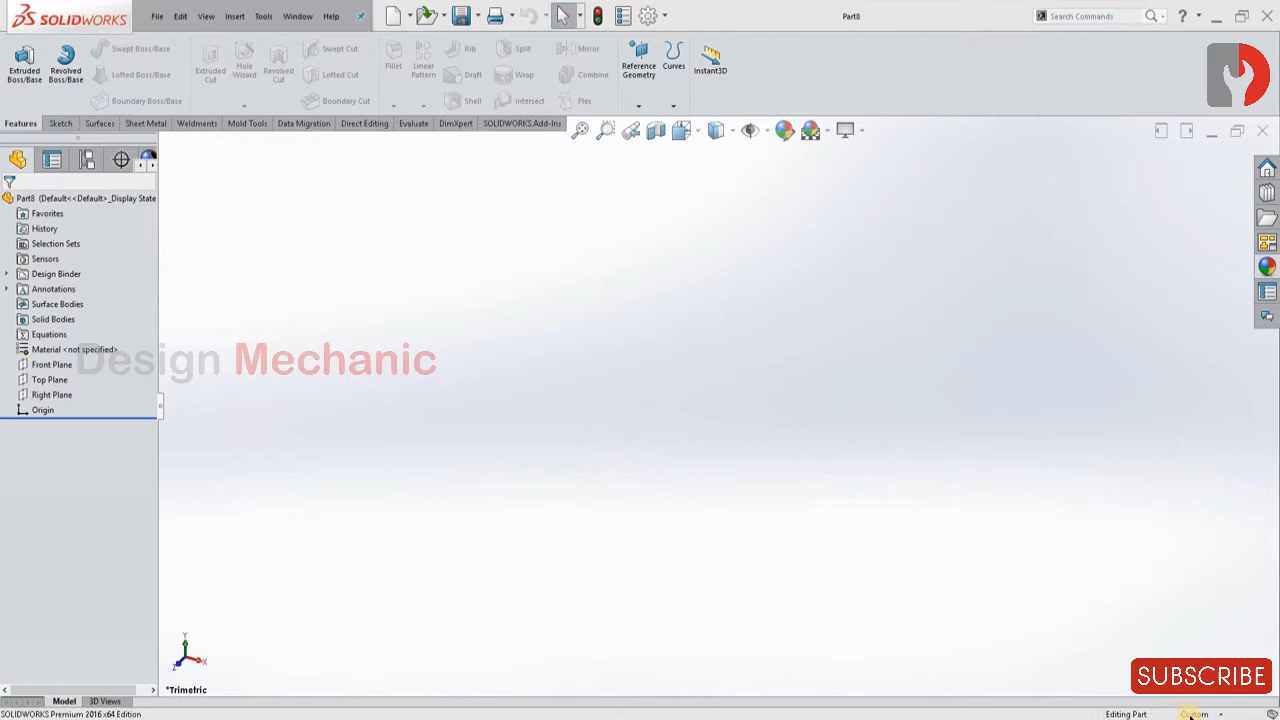 SOLIDWORKS
File Edit View Insert Tools Window Help
Part8
Search Commands
Extruded Boss/Base
Revolved Boss/Base
Swept Boss/Base
Lofted Boss/Base
Boundary Boss/Base
Extruded Cut
Hole Wizard
Revolved Cut
Swept Cut
Lofted Cut
Boundary Cut
Fillet
Linear Pattern
Rib
Draft
Shell
Split
Wrap
Intersect
Mirror
Combine
Flex
Reference Geometry
Curves
Instant3D
Features Sketch Surfaces Sheet Metal Weldments Mold Tools Data Migration Direct Editing Evaluate DimXpert SOLIDWORKS Add-Ins
Part8 (Default<<Default>_Display State
Favorites
History
Selection Sets
Sensors
Design Binder
Annotations
Surface Bodies
Solid Bodies
Equations
Material <not specified>
Front Plane
Top Plane
Right Plane
Origin
Design Mechanic
Y
Z
X
*Trimetric
SUBSCRIBE
Model 3D Views
SOLIDWORKS Premium 2016 x64 Edition
Editing Part
Custom